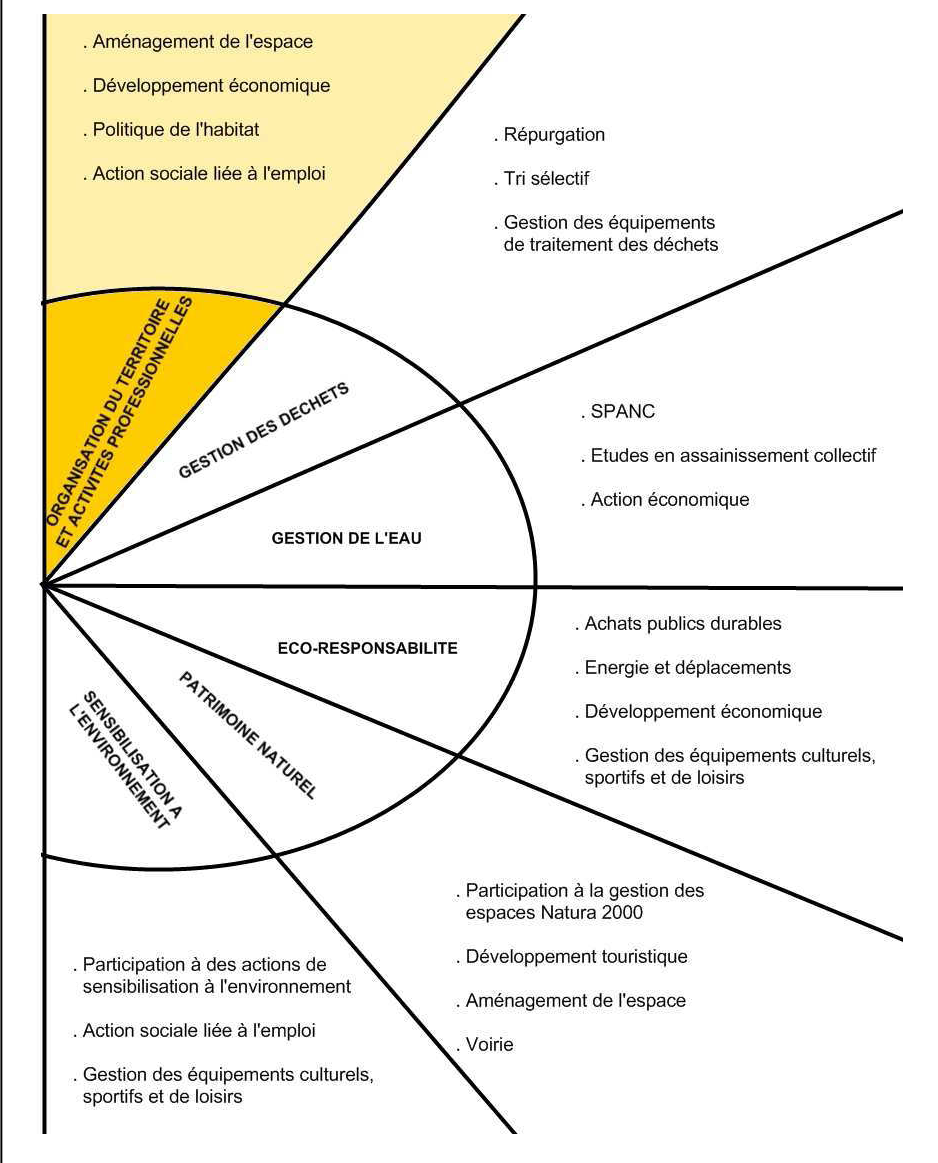 . Aménagement de l'espace
. Développement économique
. Politique de l'habitat
. Action sociale liée à l'emploi
. Répurgation
. Tri sélectif
. Gestion des équipements
de traitement des déchets
ORGANISATION DU TERRITOIRE
ET ACTIVITES PROFESSIONNELLES
GESTION DES DECHETS
. SPANC
. Etudes en assainissement collectif
. Action économique
GESTION DE L'EAU
ECO-RESPONSABILITE
. Achats publics durables
. Energie et déplacements
. Développement économique
. Gestion des équipements culturels,
sportifs et de loisirs
PATRIMOINE NATUREL
SENSIBILISATION A
L'ENVIRONNEMENT
. Participation à la gestion des
espaces Natura 2000
. Développement touristique
. Aménagement de l'espace
. Voirie
. Participation à des actions de
sensibilisation à l'environnement
. Action sociale liée à l'emploi
. Gestion des équipements culturels,
sportifs et de loisirs